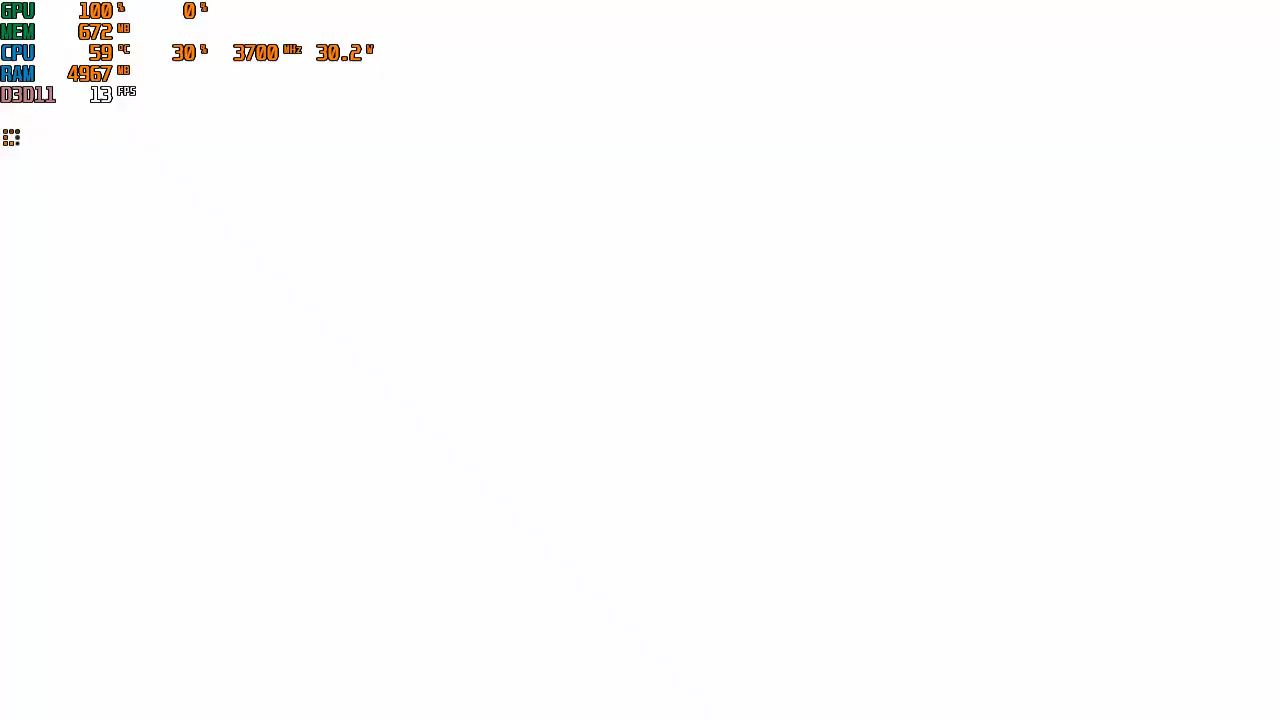 GPU 100 % 0 %
MEM 672 MB
CPU 59 °C 30 % 3700 MHz 30.2 W
RAM 4967 MB
D3D11 13 FPS